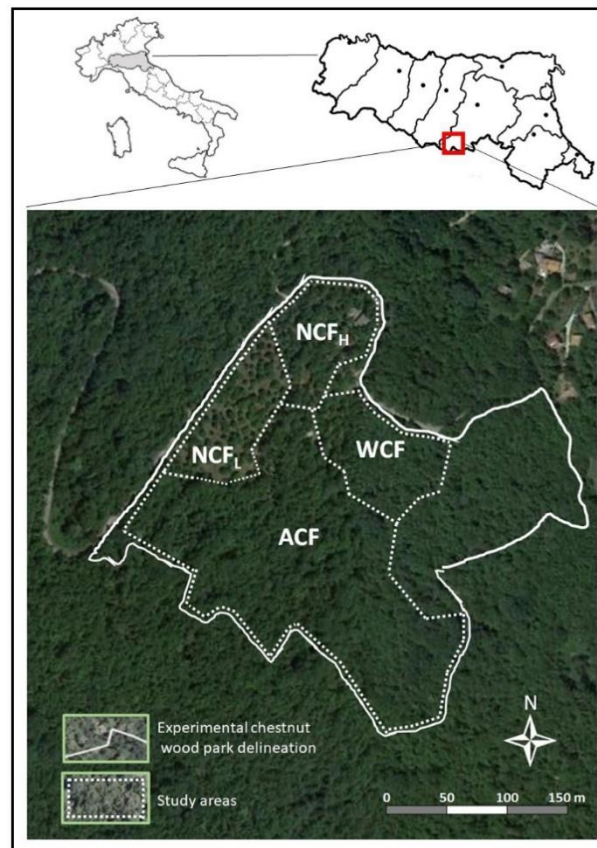 NCFH
NCFL
WCF
ACF
Experimental chestnut
wood park delineation
Study areas
N
0 50 100 150 m